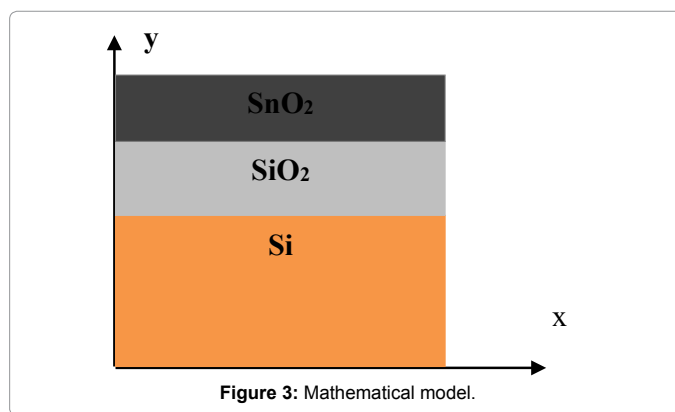 y
SnO₂
SiO₂
Si
x
Figure 3: Mathematical model.